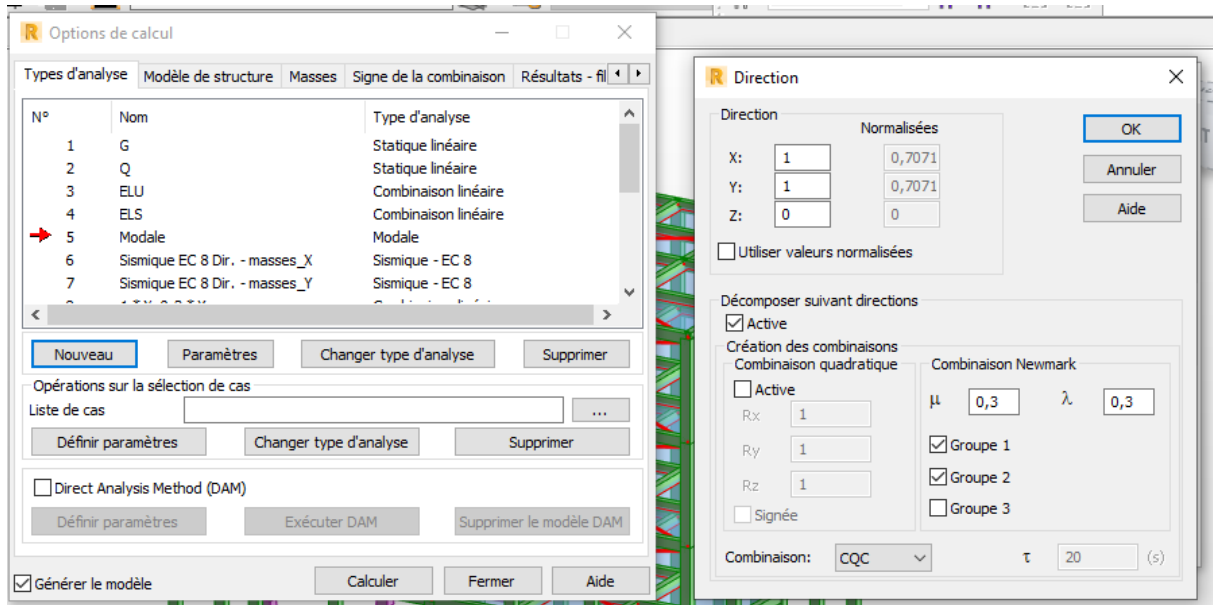 Options de calcul
Types d'analyse Modèle de structure Masses Signe de la combinaison Résultats - fil
N° Nom Type d'analyse
1 G Statique linéaire
2 Q Statique linéaire
3 ELU Combinaison linéaire
4 ELS Combinaison linéaire
5 Modale Modale
6 Sismique EC 8 Dir. - masses_X Sismique - EC 8
7 Sismique EC 8 Dir. - masses_Y Sismique - EC 8
Nouveau Paramètres Changer type d'analyse Supprimer
Opérations sur la sélection de cas
Liste de cas ...
Définir paramètres Changer type d'analyse Supprimer
Direct Analysis Method (DAM)
Définir paramètres Exécuter DAM Supprimer le modèle DAM
Générer le modèle Calculer Fermer Aide
Direction
Direction
Normalisées
X: 1 0,7071
Y: 1 0,7071
Z: 0 0
Utiliser valeurs normalisées
OK
Annuler
Aide
Décomposer suivant directions
Active
Création des combinaisons
Combinaison quadratique
Active
Rx 1
Ry 1
Rz 1
Signée
Combinaison Newmark
μ 0,3 λ 0,3
Groupe 1
Groupe 2
Groupe 3
Combinaison: CQC τ 20 (s)